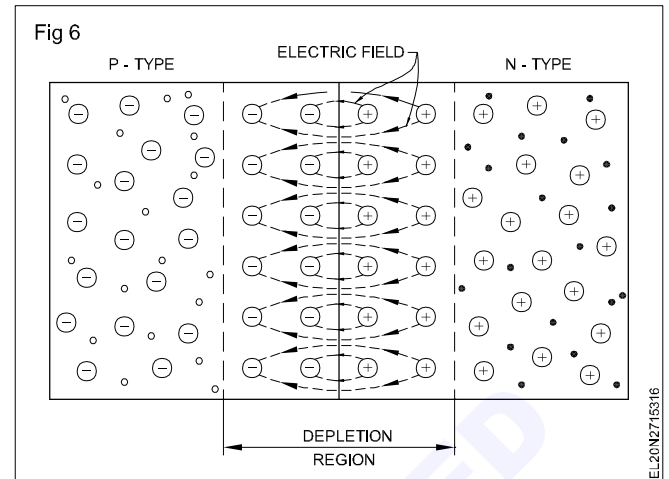 Fig 6
ELECTRIC FIELD
P - TYPE
N - TYPE
DEPLETION
REGION
EL20N2715316